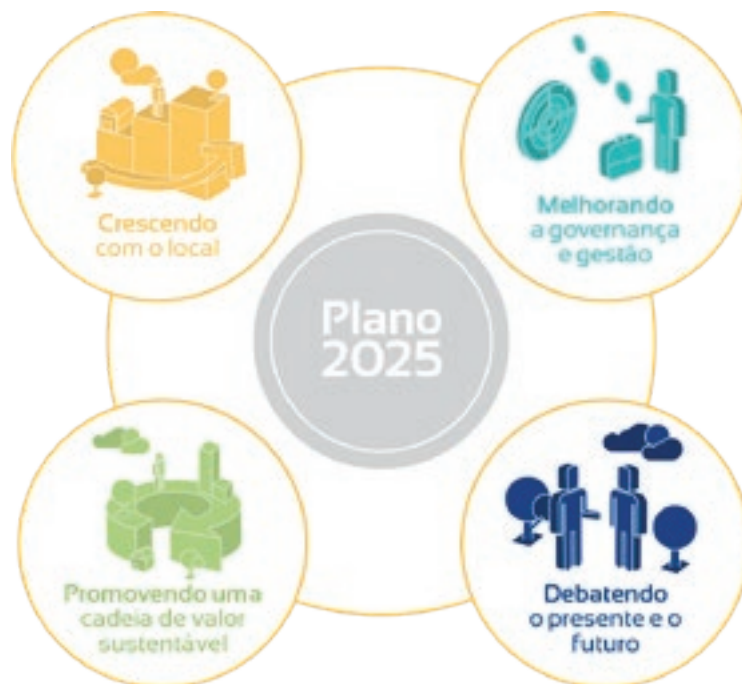 Crescendo
com o local
Melhorando
a governança
e gestão
Plano
2025
Promovendo uma
cadeia de valor
sustentável
Debatendo
o presente e o
futuro